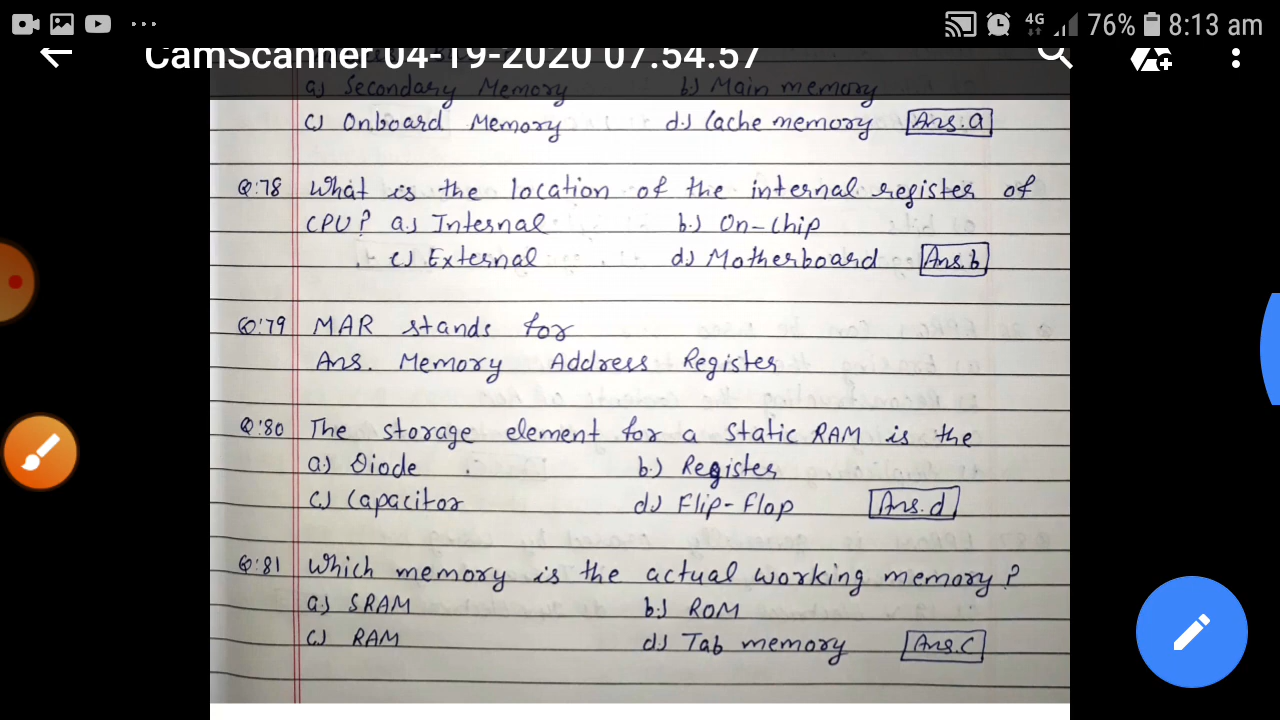 4G 76% 8:13 am
CamScanner 04-19-2020 07.54.57
a) Secondary Memory b.) Main memory
c) Onboard Memory d.) Cache memory Ans. a
Q:78 What is the location of the internal register of
CPU? a.) Internal b.) On-Chip
c) External d.) Motherboard Ans. b
Q:79 MAR stands for
Ans. Memory Address Register
Q:80 The storage element for a static RAM is the
a) Diode b.) Register
c) Capacitor d.) Flip-Flop Ans. d
Q:81 Which memory is the actual working memory?
a) SRAM b.) ROM
c) RAM d.) Tab memory Ans. c